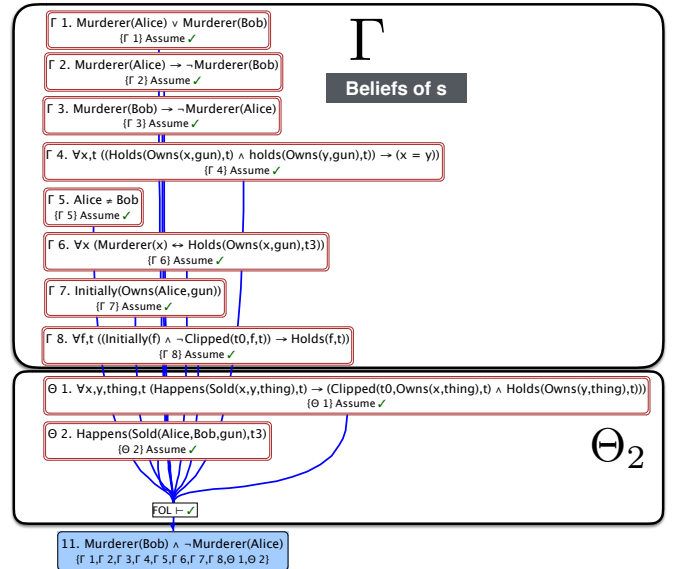 Γ 1. Murderer(Alice) ∨ Murderer(Bob)
{Γ 1} Assume ✓
Γ
Γ 2. Murderer(Alice) → ¬Murderer(Bob)
{Γ 2} Assume ✓
Beliefs of s
Γ 3. Murderer(Bob) → ¬Murderer(Alice)
{Γ 3} Assume ✓
Γ 4. ∀x,t ((Holds(Owns(x,gun),t) ∧ holds(Owns(y,gun),t)) → (x = y))
{Γ 4} Assume ✓
Γ 5. Alice ≠ Bob
{Γ 5} Assume ✓
Γ 6. ∀x (Murderer(x) ↔ Holds(Owns(x,gun),t3))
{Γ 6} Assume ✓
Γ 7. Initially(Owns(Alice,gun))
{Γ 7} Assume ✓
Γ 8. ∀f,t ((Initially(f) ∧ ¬Clipped(t0,f,t)) → Holds(f,t))
{Γ 8} Assume ✓
Θ 1. ∀x,y,thing,t (Happens(Sold(x,y,thing),t) → (Clipped(t0,Owns(x,thing),t) ∧ Holds(Owns(y,thing),t)))
{Θ 1} Assume ✓
Θ 2. Happens(Sold(Alice,Bob,gun),t3)
{Θ 2} Assume ✓
Θ₂
FOL ⊢ ✓
11. Murderer(Bob) ∧ ¬Murderer(Alice)
{Γ 1,Γ 2,Γ 3,Γ 4,Γ 5,Γ 6,Γ 7,Γ 8,Θ 1,Θ 2}